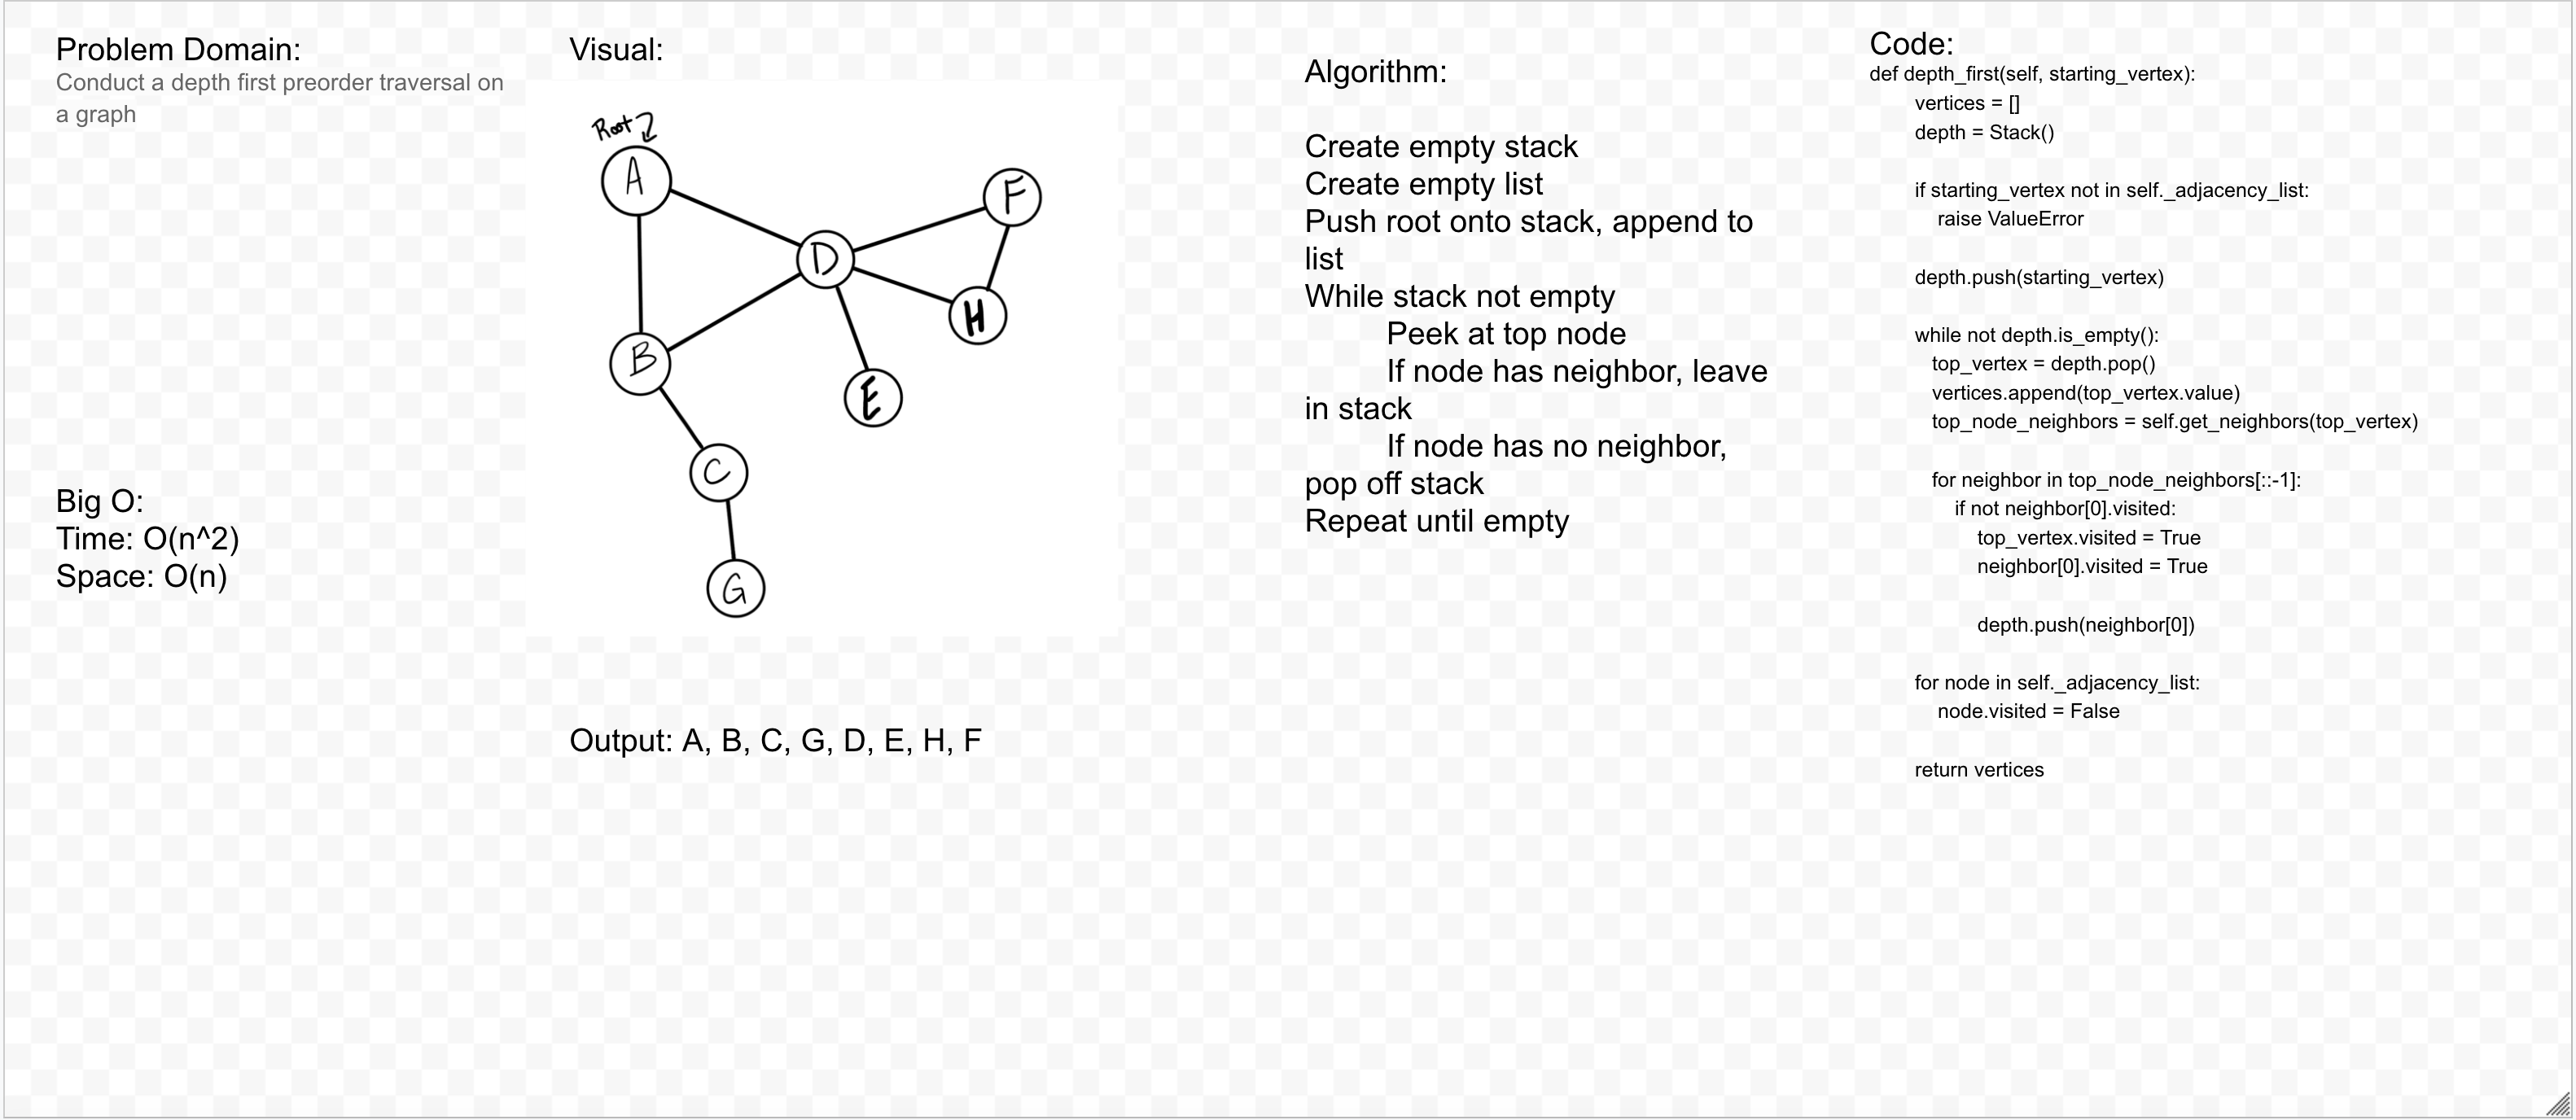 Problem Domain:
Conduct a depth first preorder traversal on
a graph
Big O:
Time: O(n^2)
Space: O(n)
Visual:
Root
A
F
D
H
B
E
C
G
Output: A, B, C, G, D, E, H, F
Algorithm:
Create empty stack
Create empty list
Push root onto stack, append to
list
While stack not empty
Peek at top node
If node has neighbor, leave
in stack
If node has no neighbor,
pop off stack
Repeat until empty
Code:
def depth_first(self, starting_vertex):
vertices = []
depth = Stack()
if starting_vertex not in self._adjacency_list:
raise ValueError
depth.push(starting_vertex)
while not depth.is_empty():
top_vertex = depth.pop()
vertices.append(top_vertex.value)
top_node_neighbors = self.get_neighbors(top_vertex)
for neighbor in top_node_neighbors[::-1]:
if not neighbor[0].visited:
top_vertex.visited = True
neighbor[0].visited = True
depth.push(neighbor[0])
for node in self._adjacency_list:
node.visited = False
return vertices